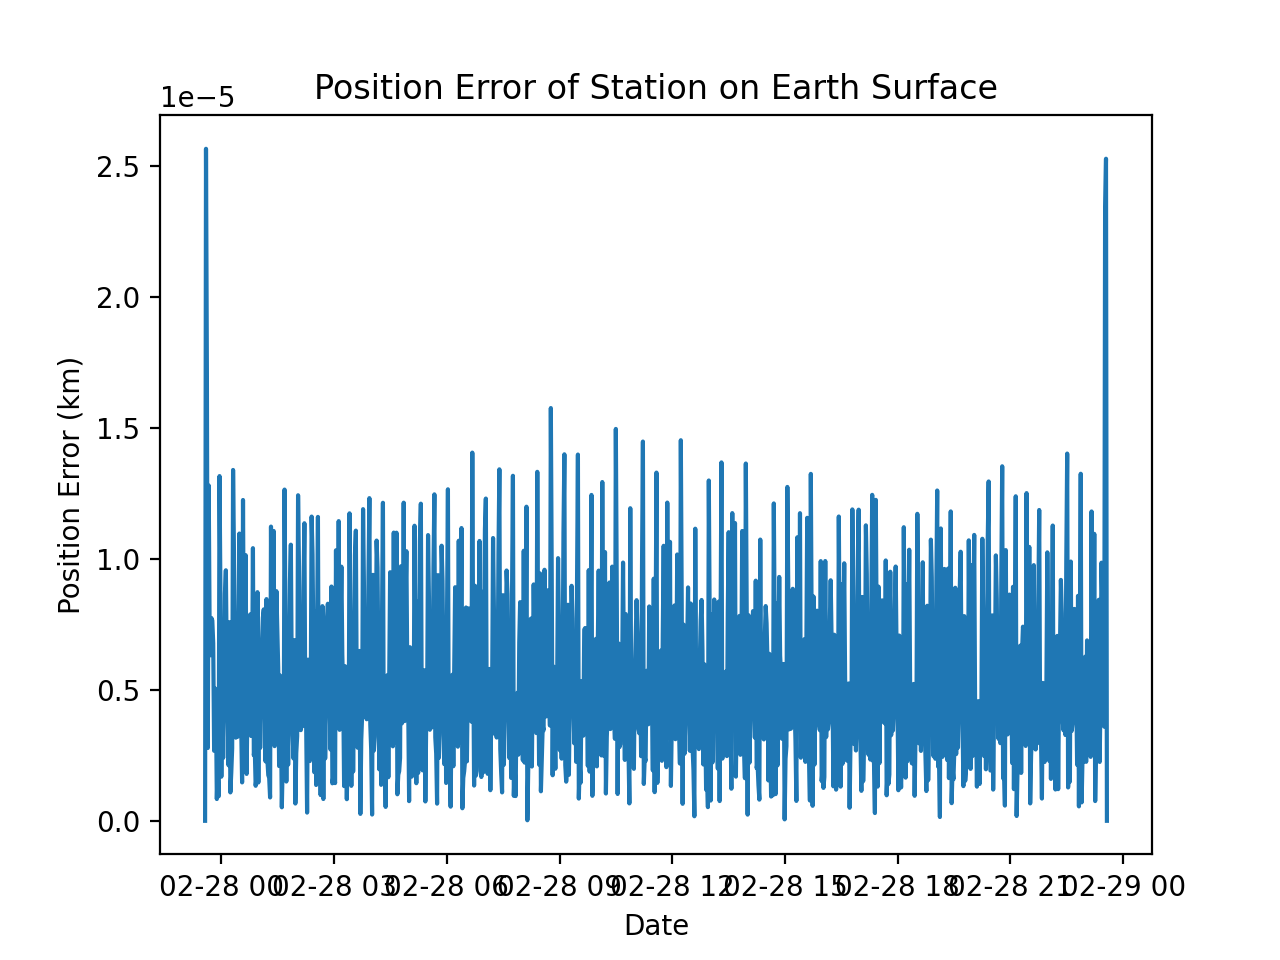 Position Error of Station on Earth Surface
1e−5
2.5
2.0
1.5
1.0
0.5
0.0
Position Error (km)
02-28 00 02-28 03 02-28 06 02-28 09 02-28 12 02-28 15 02-28 18 02-28 21 02-29 00
Date